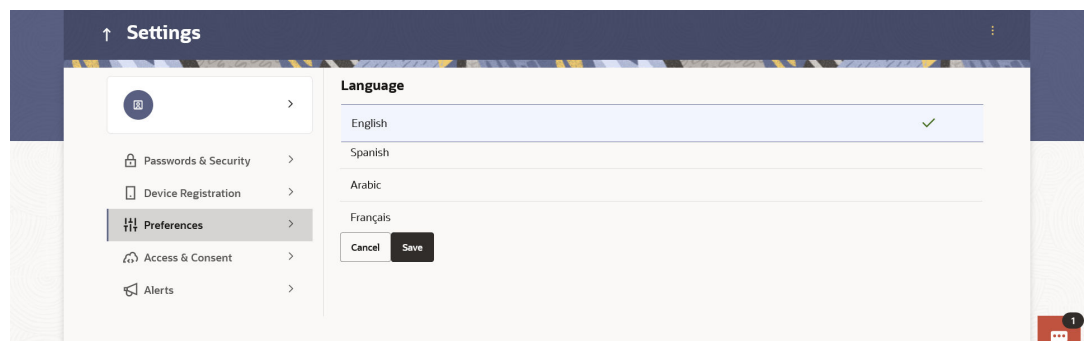 Settings
Language
English
Spanish
Passwords & Security
Device Registration
Arabic
Preferences
Français
Cancel
Save
Access & Consent
Alerts
1